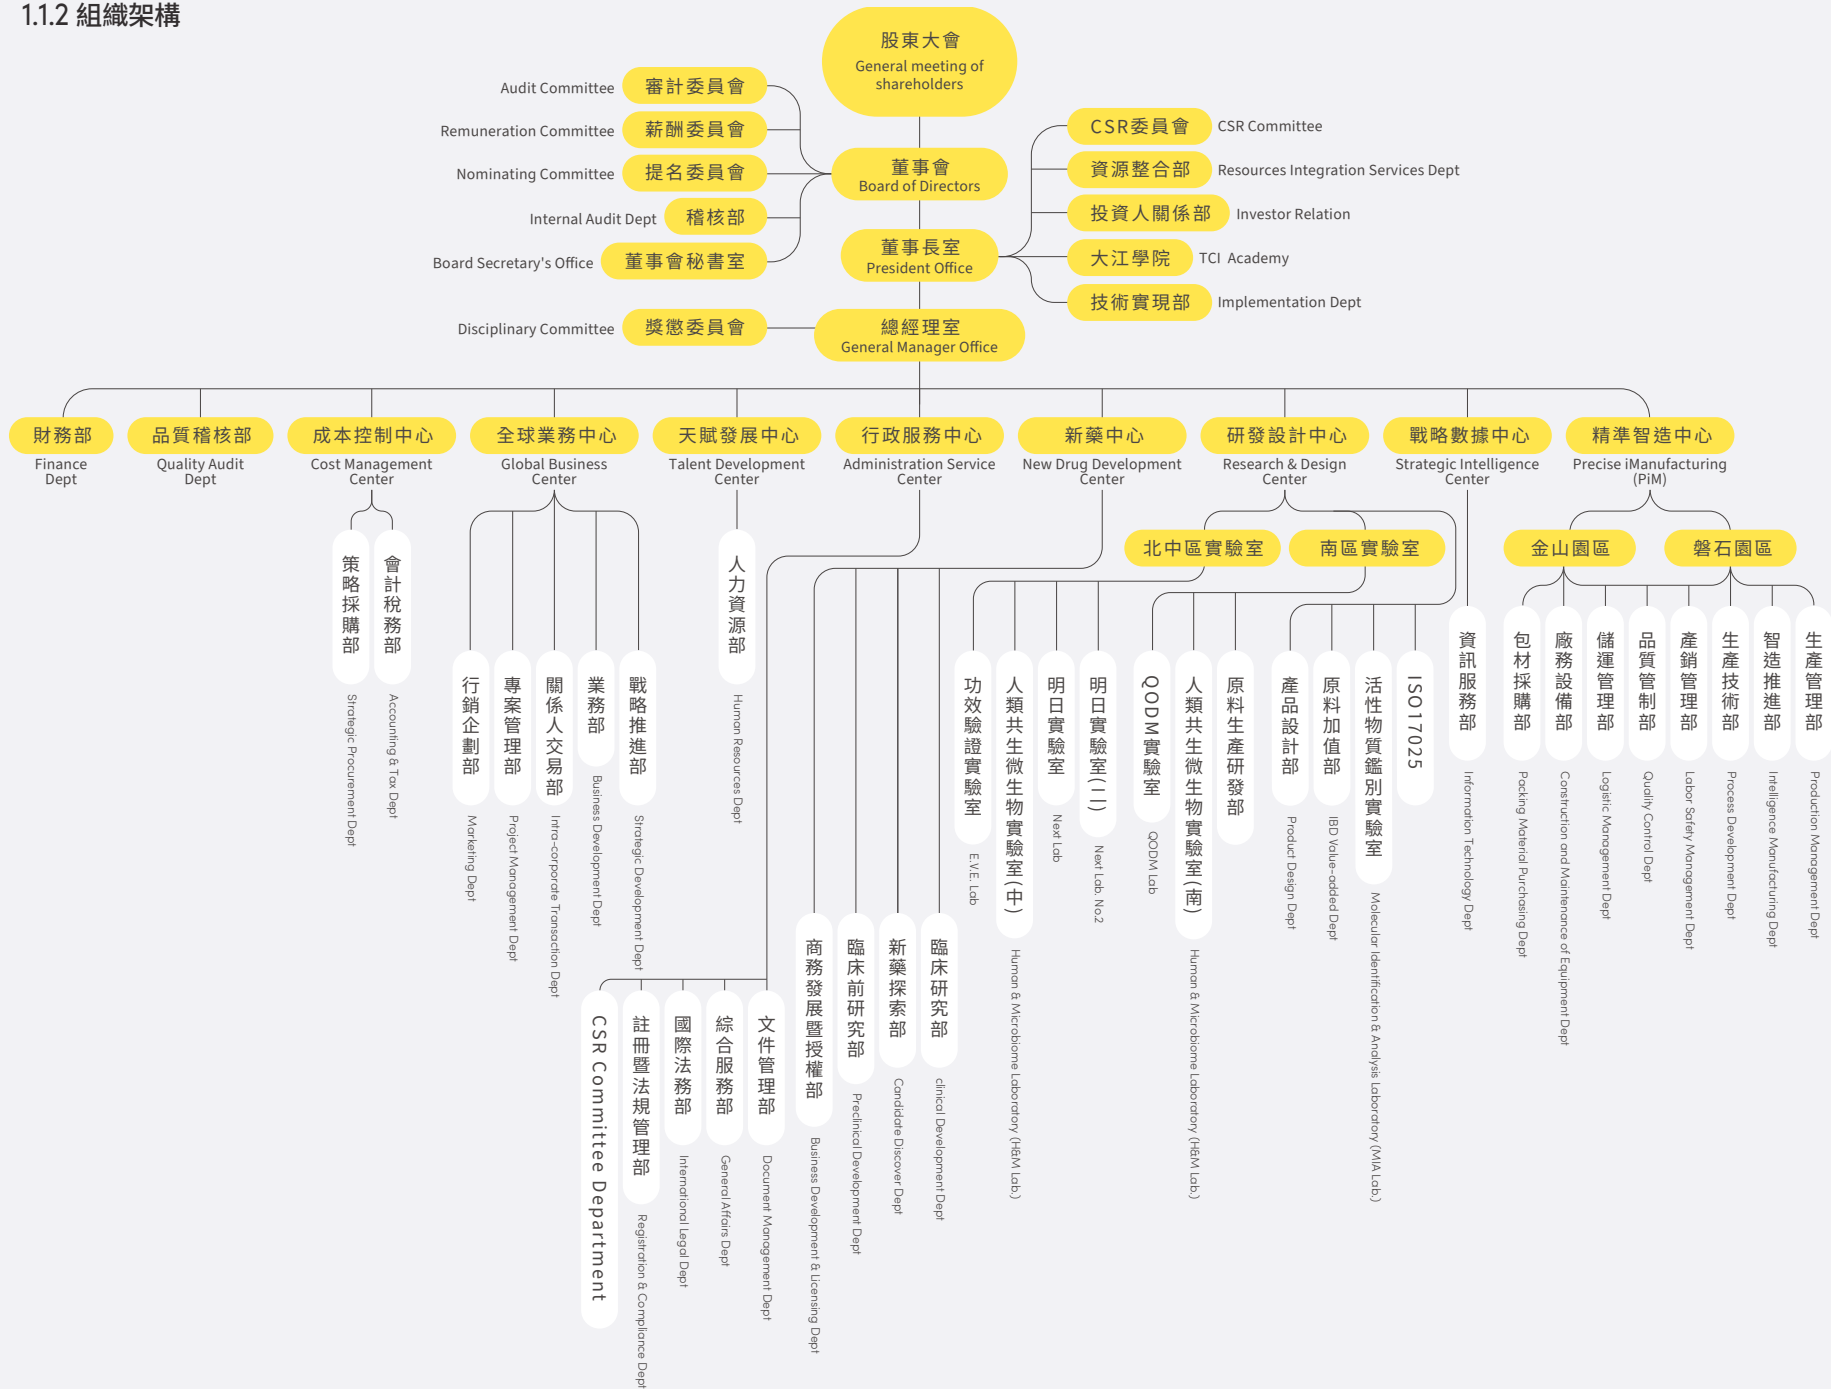 1.1.2 組織架構
股東大會
General meeting of
shareholders
Audit Committee
審計委員會
Remuneration Committee
薪酬委員會
Nominating Committee
提名委員會
Internal Audit Dept
稽核部
Board Secretary's Office
董事會秘書室
董事會
Board of Directors
董事長室
President Office
CSR委員會
CSR Committee
資源整合部
Resources Integration Services Dept
投資人關係部
Investor Relation
大江學院
TCI Academy
技術實現部
Implementation Dept
Disciplinary Committee
獎懲委員會
總經理室
General Manager Office
財務部
Finance
Dept
品質稽核部
Quality Audit
Dept
成本控制中心
Cost Management
Center
全球業務中心
Global Business
Center
天賦發展中心
Talent Development
Center
行政服務中心
Administration Service
Center
新藥中心
New Drug Development
Center
研發設計中心
Research & Design
Center
戰略數據中心
Strategic Intelligence
Center
精準智造中心
Precise iManufacturing
(PiM)
策略採購部
Strategic Procurement Dept
會計稅務部
Accounting & Tax Dept
行銷企劃部
Marketing Dept
專案管理部
Project Management Dept
關係人交易部
Intra-corporate Transaction Dept
業務部
Business Development Dept
戰略推進部
Strategic Development Dept
人力資源部
Human Resources Dept
CSR Committee Department
註冊暨法規管理部
Registration & Compliance Dept
國際法務部
International Legal Dept
綜合服務部
General Affairs Dept
文件管理部
Document Management Dept
商務發展暨授權部
Business Development & Licensing Dept
臨床前研究部
Preclinical Development Dept
新藥探索部
Candidate Discover Dept
臨床研究部
clinical Development Dept
北中區實驗室
南區實驗室
功效驗證實驗室
E.V.E. Lab
人類共生微生物實驗室(中)
Human & Microbiome Laboratory (H&M Lab.)
明日實驗室
Next Lab
明日實驗室(二)
Next Lab. No.2
QODM實驗室
QODM Lab
人類共生微生物實驗室(南)
Human & Microbiome Laboratory (H&M Lab.)
原料生產研發部
產品設計部
Product Design Dept
原料加值部
IBD Value-added Dept
活性物質鑑別實驗室
Molecular Identification & Analysis Laboratory (MIA Lab.)
ISO17025
資訊服務部
Information Technology Dept
金山園區
磐石園區
包材採購部
Packing Material Purchasing Dept
廠務設備部
Construction and Maintenance of Equipment Dept
儲運管理部
Logistic Management Dept
品質管制部
Quality Control Dept
產銷管理部
Labor Safety Management Dept
生產技術部
Process Development Dept
智造推進部
Intelligence Manufacturing Dept
生產管理部
Production Management Dept